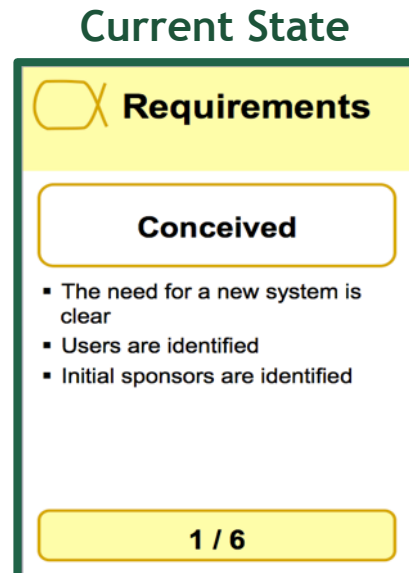 Current State
Requirements
Conceived
▪ The need for a new system is
clear
▪ Users are identified
▪ Initial sponsors are identified
1 / 6